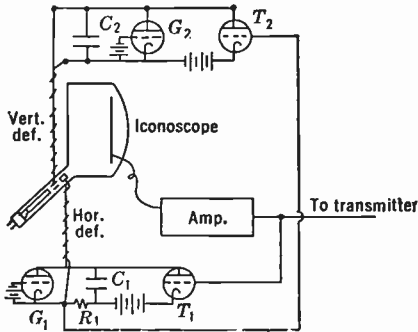 C2
G2
T2
Vert.
def.
Iconoscope
Hor.
def.
Amp.
To transmitter
G1
R1
C1
T1